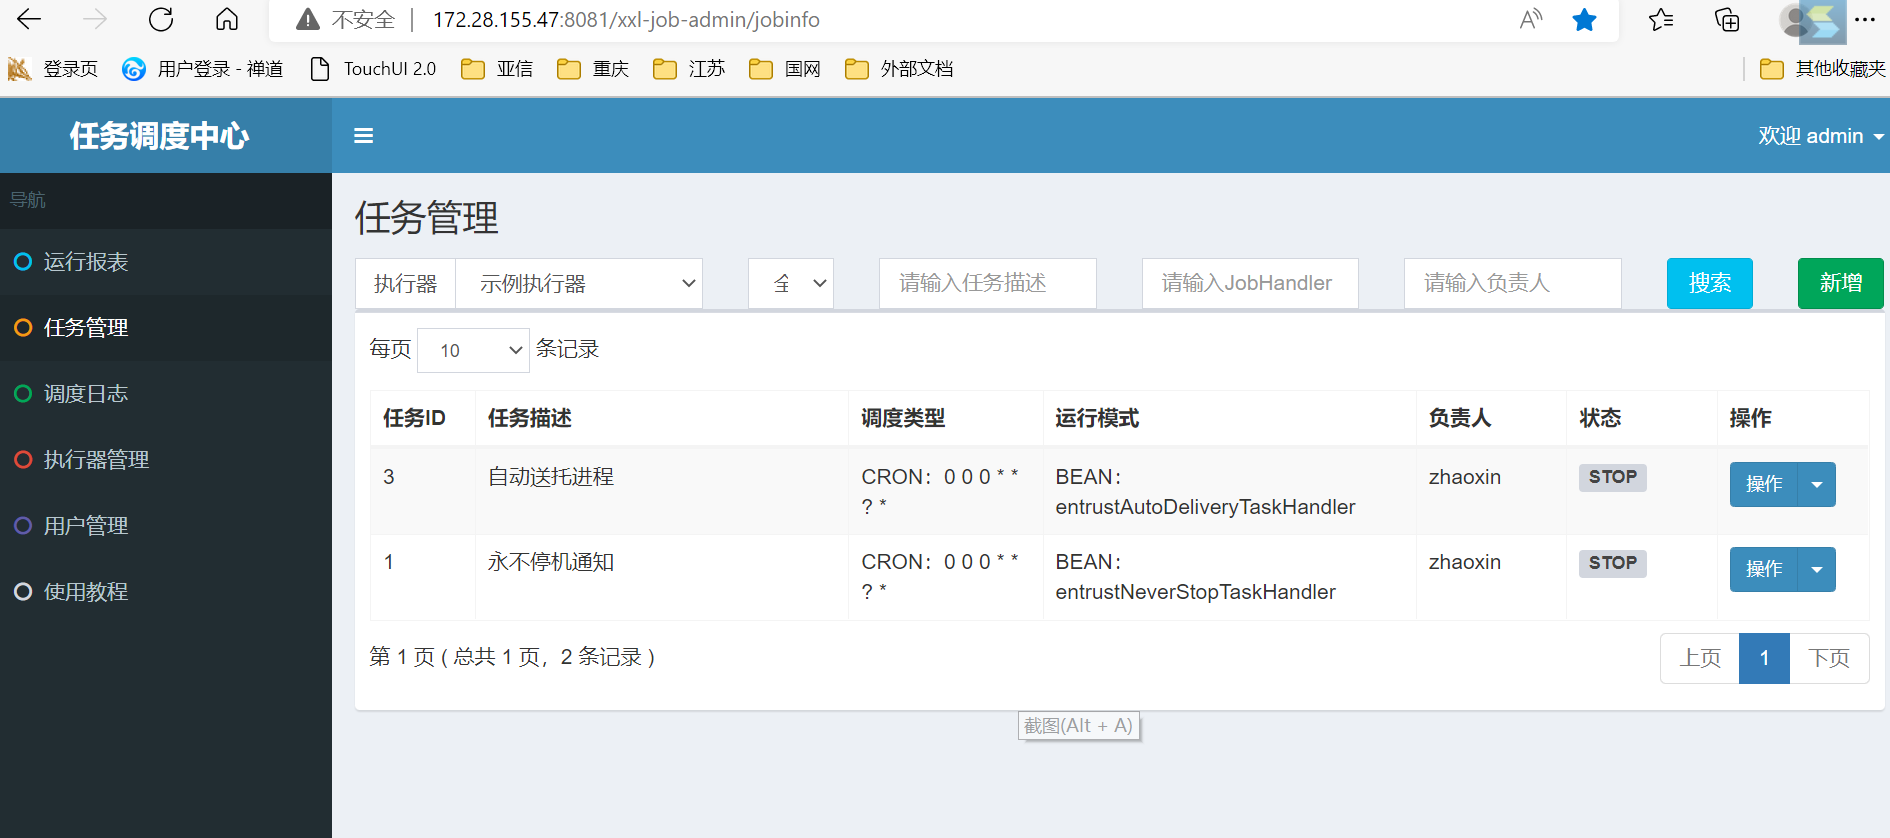 不安全 | 172.28.155.47:8081/xxl-job-admin/jobinfo
登录页 用户登录 - 禅道 TouchUI 2.0 亚信 重庆 江苏 国网 外部文档 其他收藏夹
任务调度中心 欢迎 admin
导航
运行报表
任务管理
调度日志
执行器管理
用户管理
使用教程
任务管理
执行器 示例执行器 全 请输入任务描述 请输入JobHandler 请输入负责人 搜索 新增
每页 10 条记录
任务ID 任务描述 调度类型 运行模式 负责人 状态 操作
3 自动送托进程 CRON：0 0 0 * * BEAN： zhaoxin STOP 操作
? * entrustAutoDeliveryTaskHandler
1 永不停机通知 CRON：0 0 0 * * BEAN： zhaoxin STOP 操作
? * entrustNeverStopTaskHandler
第 1 页 ( 总共 1 页，2 条记录 ) 上页 1 下页
截图(Alt + A)